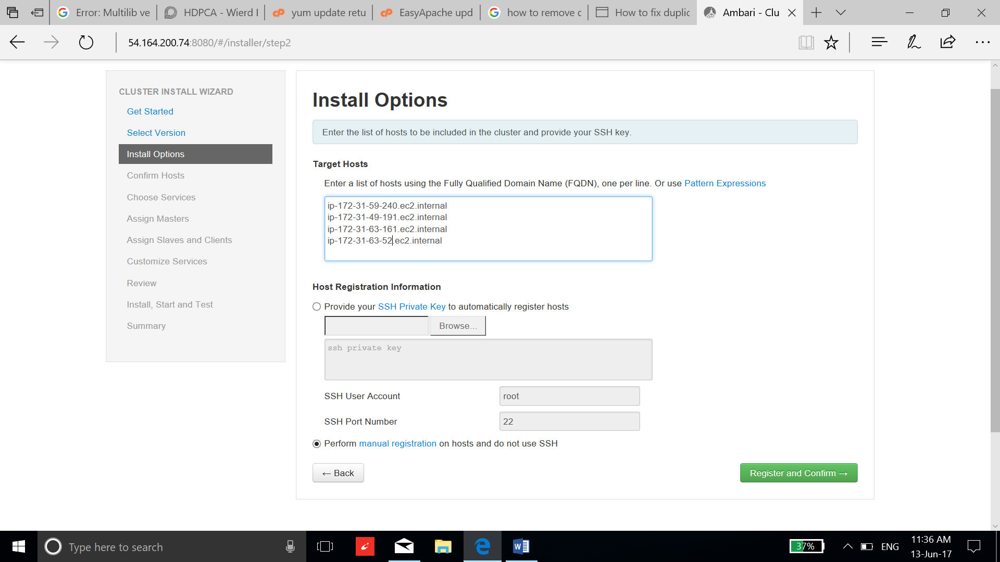 Error: Multilib ve
HDPCA - Wierd I
yum update retu
EasyApache upd
how to remove c
How to fix duplic
Ambari - Clu
54.164.200.74:8080/#/installer/step2
CLUSTER INSTALL WIZARD
Get Started
Select Version
Install Options
Confirm Hosts
Choose Services
Assign Masters
Assign Slaves and Clients
Customize Services
Review
Install, Start and Test
Summary
Install Options
Enter the list of hosts to be included in the cluster and provide your SSH key.
Target Hosts
Enter a list of hosts using the Fully Qualified Domain Name (FQDN), one per line. Or use Pattern Expressions
ip-172-31-59-240.ec2.internal
ip-172-31-49-191.ec2.internal
ip-172-31-63-161.ec2.internal
ip-172-31-63-52.ec2.internal
Host Registration Information
Provide your SSH Private Key to automatically register hosts
Browse...
ssh private key
SSH User Account
root
SSH Port Number
22
Perform manual registration on hosts and do not use SSH
← Back
Register and Confirm →
Type here to search
37%
ENG
11:36 AM
13-Jun-17